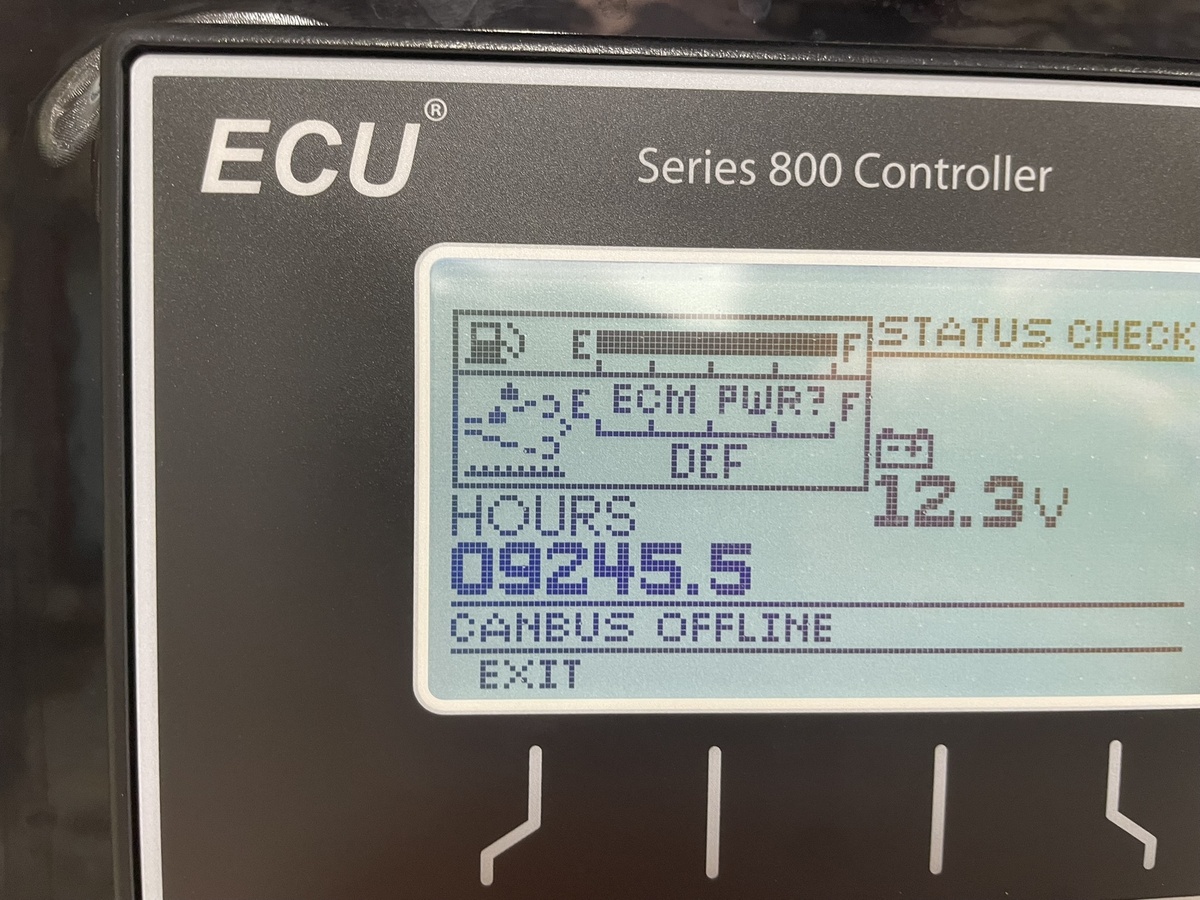 ECU®
Series 800 Controller
E F
STATUS CHECK
E ECM PWR? F
DEF
12.3V
HOURS
09245.5
CANBUS OFFLINE
EXIT